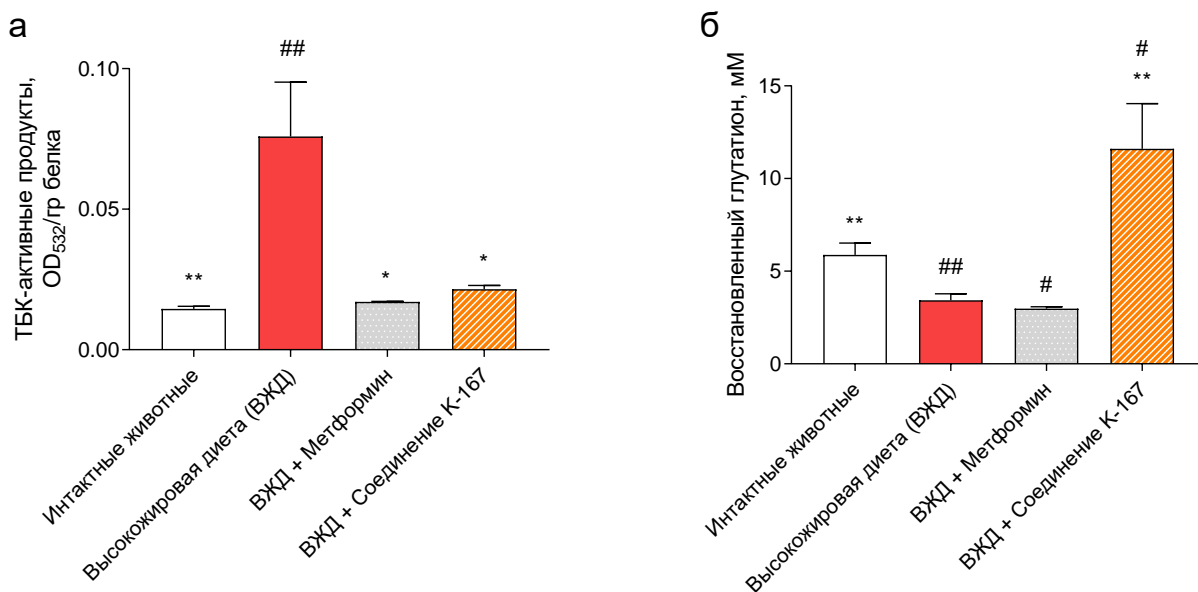 а
ТБК-активные продукты,
OD532/гр белка
0.10
0.05
0.00
##
**
*
*
Интактные животные
Высокожировая диета (ВЖД)
ВЖД + Метформин
ВЖД + Соединение К-167
б
Восстановленный глутатион, мМ
15
10
5
0
#
**
**
##
#
Интактные животные
Высокожировая диета (ВЖД)
ВЖД + Метформин
ВЖД + Соединение К-167